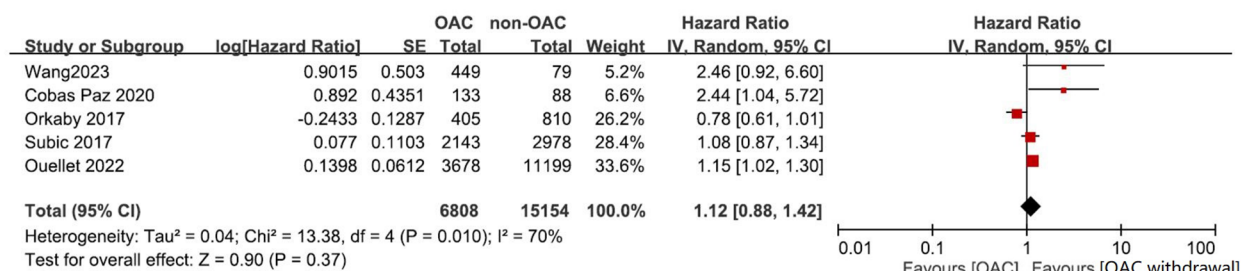 OAC non-OAC Hazard Ratio Hazard Ratio
Study or Subgroup log[Hazard Ratio] SE Total Total Weight IV, Random, 95% CI IV, Random, 95% CI
Wang2023 0.9015 0.503 449 79 5.2% 2.46 [0.92, 6.60]
Cobas Paz 2020 0.892 0.4351 133 88 6.6% 2.44 [1.04, 5.72]
Orkaby 2017 -0.2433 0.1287 405 810 26.2% 0.78 [0.61, 1.01]
Subic 2017 0.077 0.1103 2143 2978 28.4% 1.08 [0.87, 1.34]
Ouellet 2022 0.1398 0.0612 3678 11199 33.6% 1.15 [1.02, 1.30]
Total (95% CI) 6808 15154 100.0% 1.12 [0.88, 1.42]
Heterogeneity: Tau² = 0.04; Chi² = 13.38, df = 4 (P = 0.010); I² = 70%
Test for overall effect: Z = 0.90 (P = 0.37)
0.01 0.1 1 10 100
Favours [OAC] Favours [OAC withdrawal]